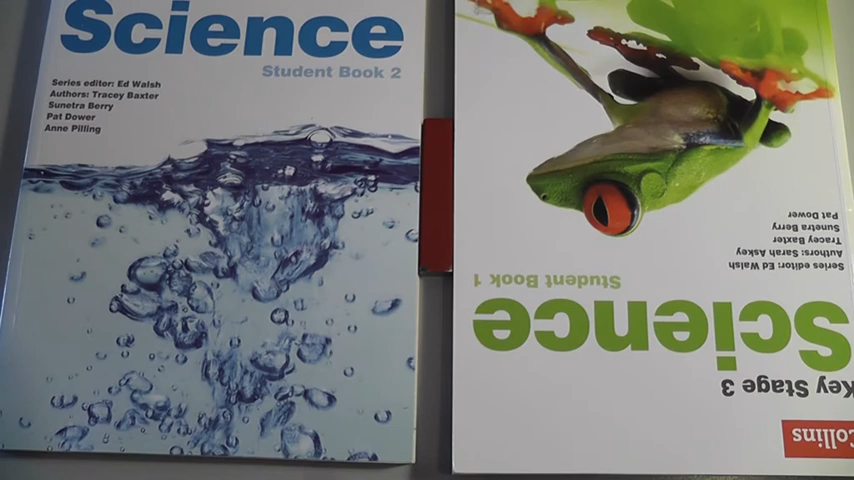 Science
Student Book 2
Series editor: Ed Walsh
Authors: Tracey Baxter
Sunetra Berry
Pat Dower
Anne Pilling
Collins
Key Stage 3
Science
Student Book 1
Series editor: Ed Walsh
Authors: Sarah Askey
Tracey Baxter
Sunetra Berry
Pat Dower